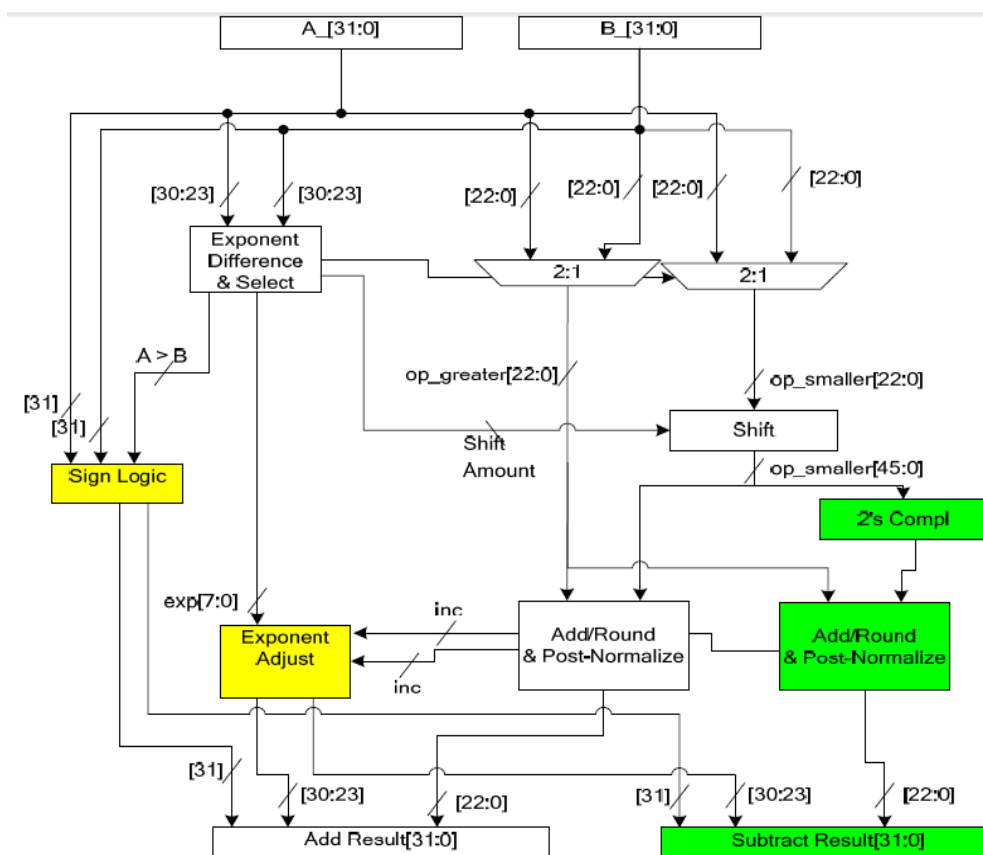 A_[31:0]
B_[31:0]
[30:23]
[30:23]
[22:0]
[22:0]
[22:0]
[22:0]
Exponent
Difference
& Select
2:1
2:1
A > B
op_greater[22:0]
op_smaller[22:0]
[31]
[31]
Shift
Shift
Amount
Sign Logic
op_smaller[45:0]
2's Compl
exp[7:0]
inc
inc
Exponent
Adjust
Add/Round
& Post-Normalize
Add/Round
& Post-Normalize
[31]
[30:23]
[22:0]
[31]
[30:23]
[22:0]
Add Result[31:0]
Subtract Result[31:0]